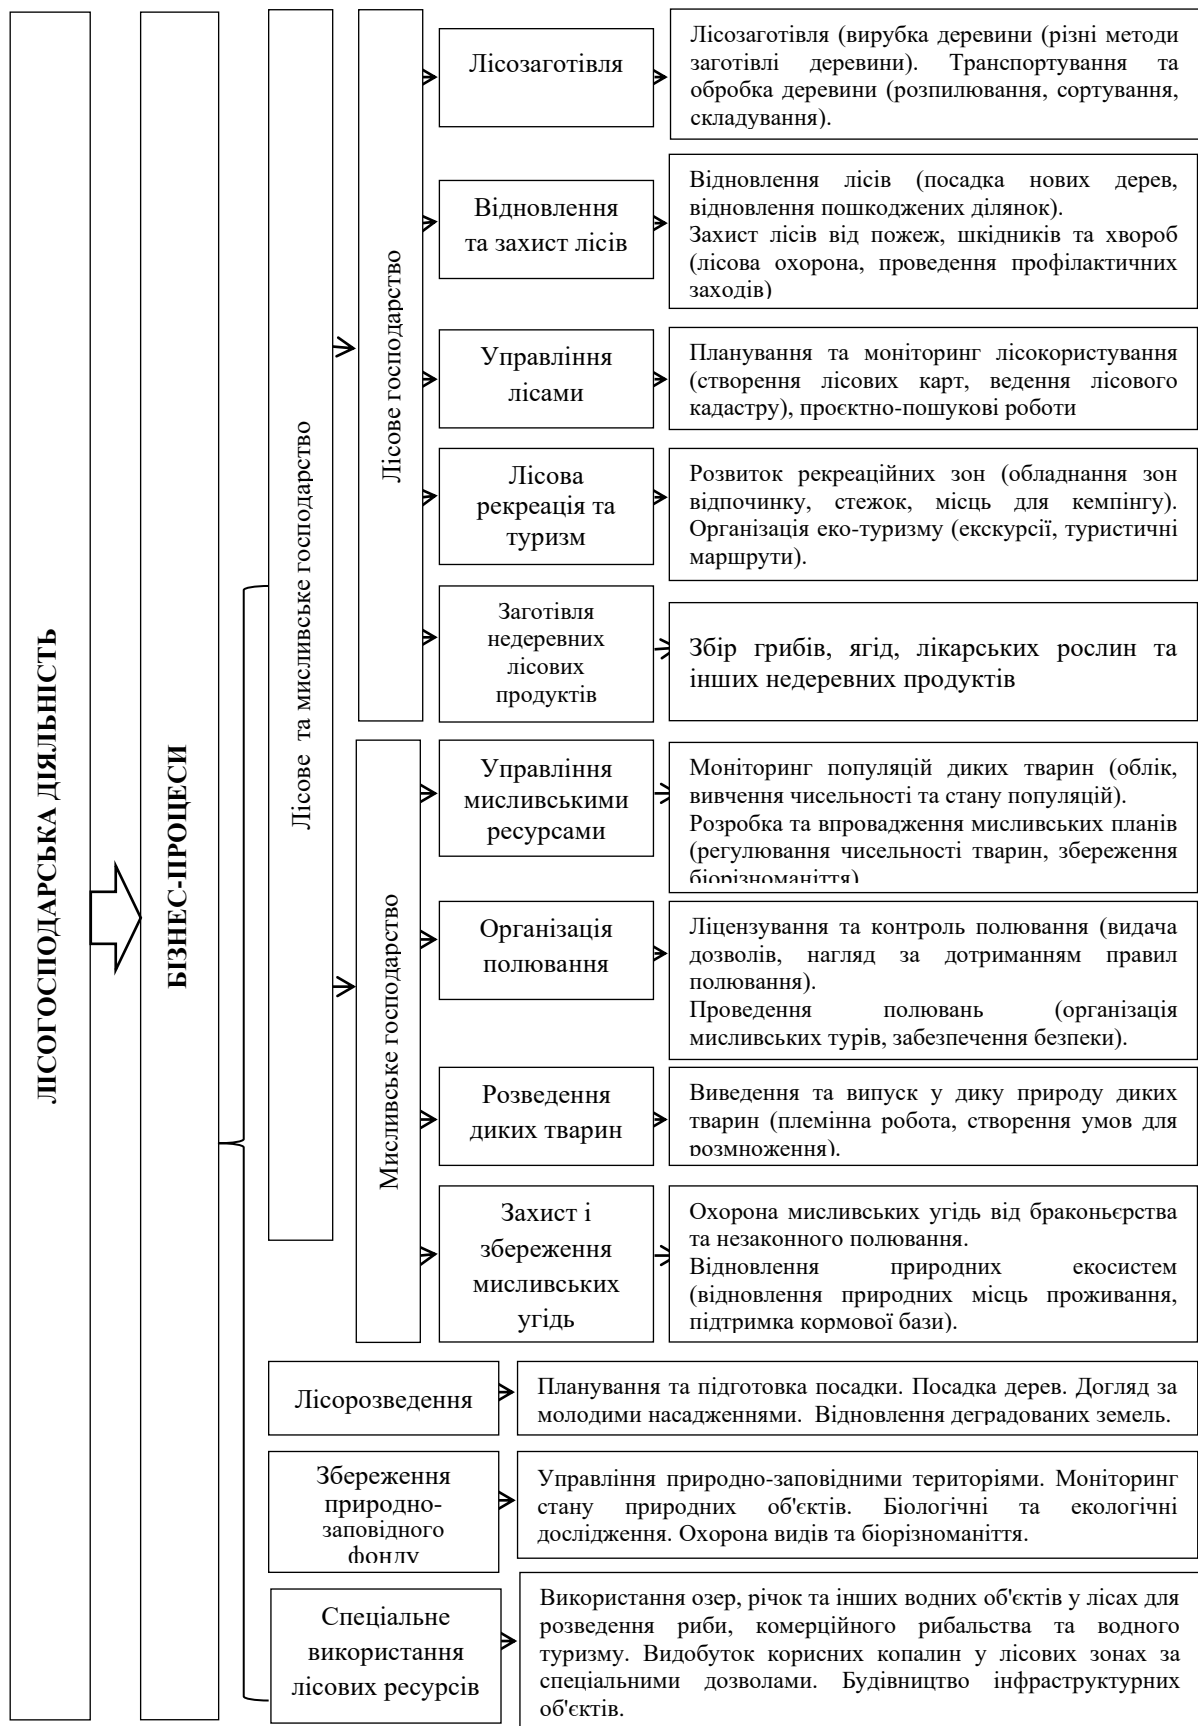 ЛІСОГОСПОДАРСЬКА ДІЯЛЬНІСТЬ
БІЗНЕС-ПРОЦЕСИ
Лісове та мисливське господарство
Лісове господарство
Лісозаготівля
Лісозаготівля (вирубка деревини (різні методи
заготівлі деревини). Транспортування та
обробка деревини (розпилювання, сортування,
складування).
Відновлення
та захист лісів
Відновлення лісів (посадка нових дерев,
відновлення пошкоджених ділянок).
Захист лісів від пожеж, шкідників та хвороб
(лісова охорона, проведення профілактичних
заходів)
Управління
лісами
Планування та моніторинг лісокористування
(створення лісових карт, ведення лісового
кадастру), проєктно-пошукові роботи
Лісова
рекреація та
туризм
Розвиток рекреаційних зон (обладнання зон
відпочинку, стежок, місць для кемпінгу).
Організація еко-туризму (екскурсії, туристичні
маршрути).
Заготівля
недеревних
лісових
продуктів
Збір грибів, ягід, лікарських рослин та
інших недеревних продуктів
Мисливське господарство
Управління
мисливськими
ресурсами
Моніторинг популяцій диких тварин (облік,
вивчення чисельності та стану популяцій).
Розробка та впровадження мисливських планів
(регулювання чисельності тварин, збереження
біорізноманіття)
Організація
полювання
Ліцензування та контроль полювання (видача
дозволів, нагляд за дотриманням правил
полювання).
Проведення полювань (організація
мисливських турів, забезпечення безпеки).
Розведення
диких тварин
Виведення та випуск у дику природу диких
тварин (племінна робота, створення умов для
розмноження).
Захист і
збереження
мисливських
угідь
Охорона мисливських угідь від браконьєрства
та незаконного полювання.
Відновлення природних екосистем
(відновлення природних місць проживання,
підтримка кормової бази).
Лісорозведення
Планування та підготовка посадки. Посадка дерев. Догляд за
молодими насадженнями. Відновлення деградованих земель.
Збереження
природно-
заповідного
фонду
Управління природно-заповідними територіями. Моніторинг
стану природних об'єктів. Біологічні та екологічні
дослідження. Охорона видів та біорізноманіття.
Спеціальне
використання
лісових ресурсів
Використання озер, річок та інших водних об'єктів у лісах для
розведення риби, комерційного рибальства та водного
туризму. Видобуток корисних копалин у лісових зонах за
спеціальними дозволами. Будівництво інфраструктурних
об'єктів.